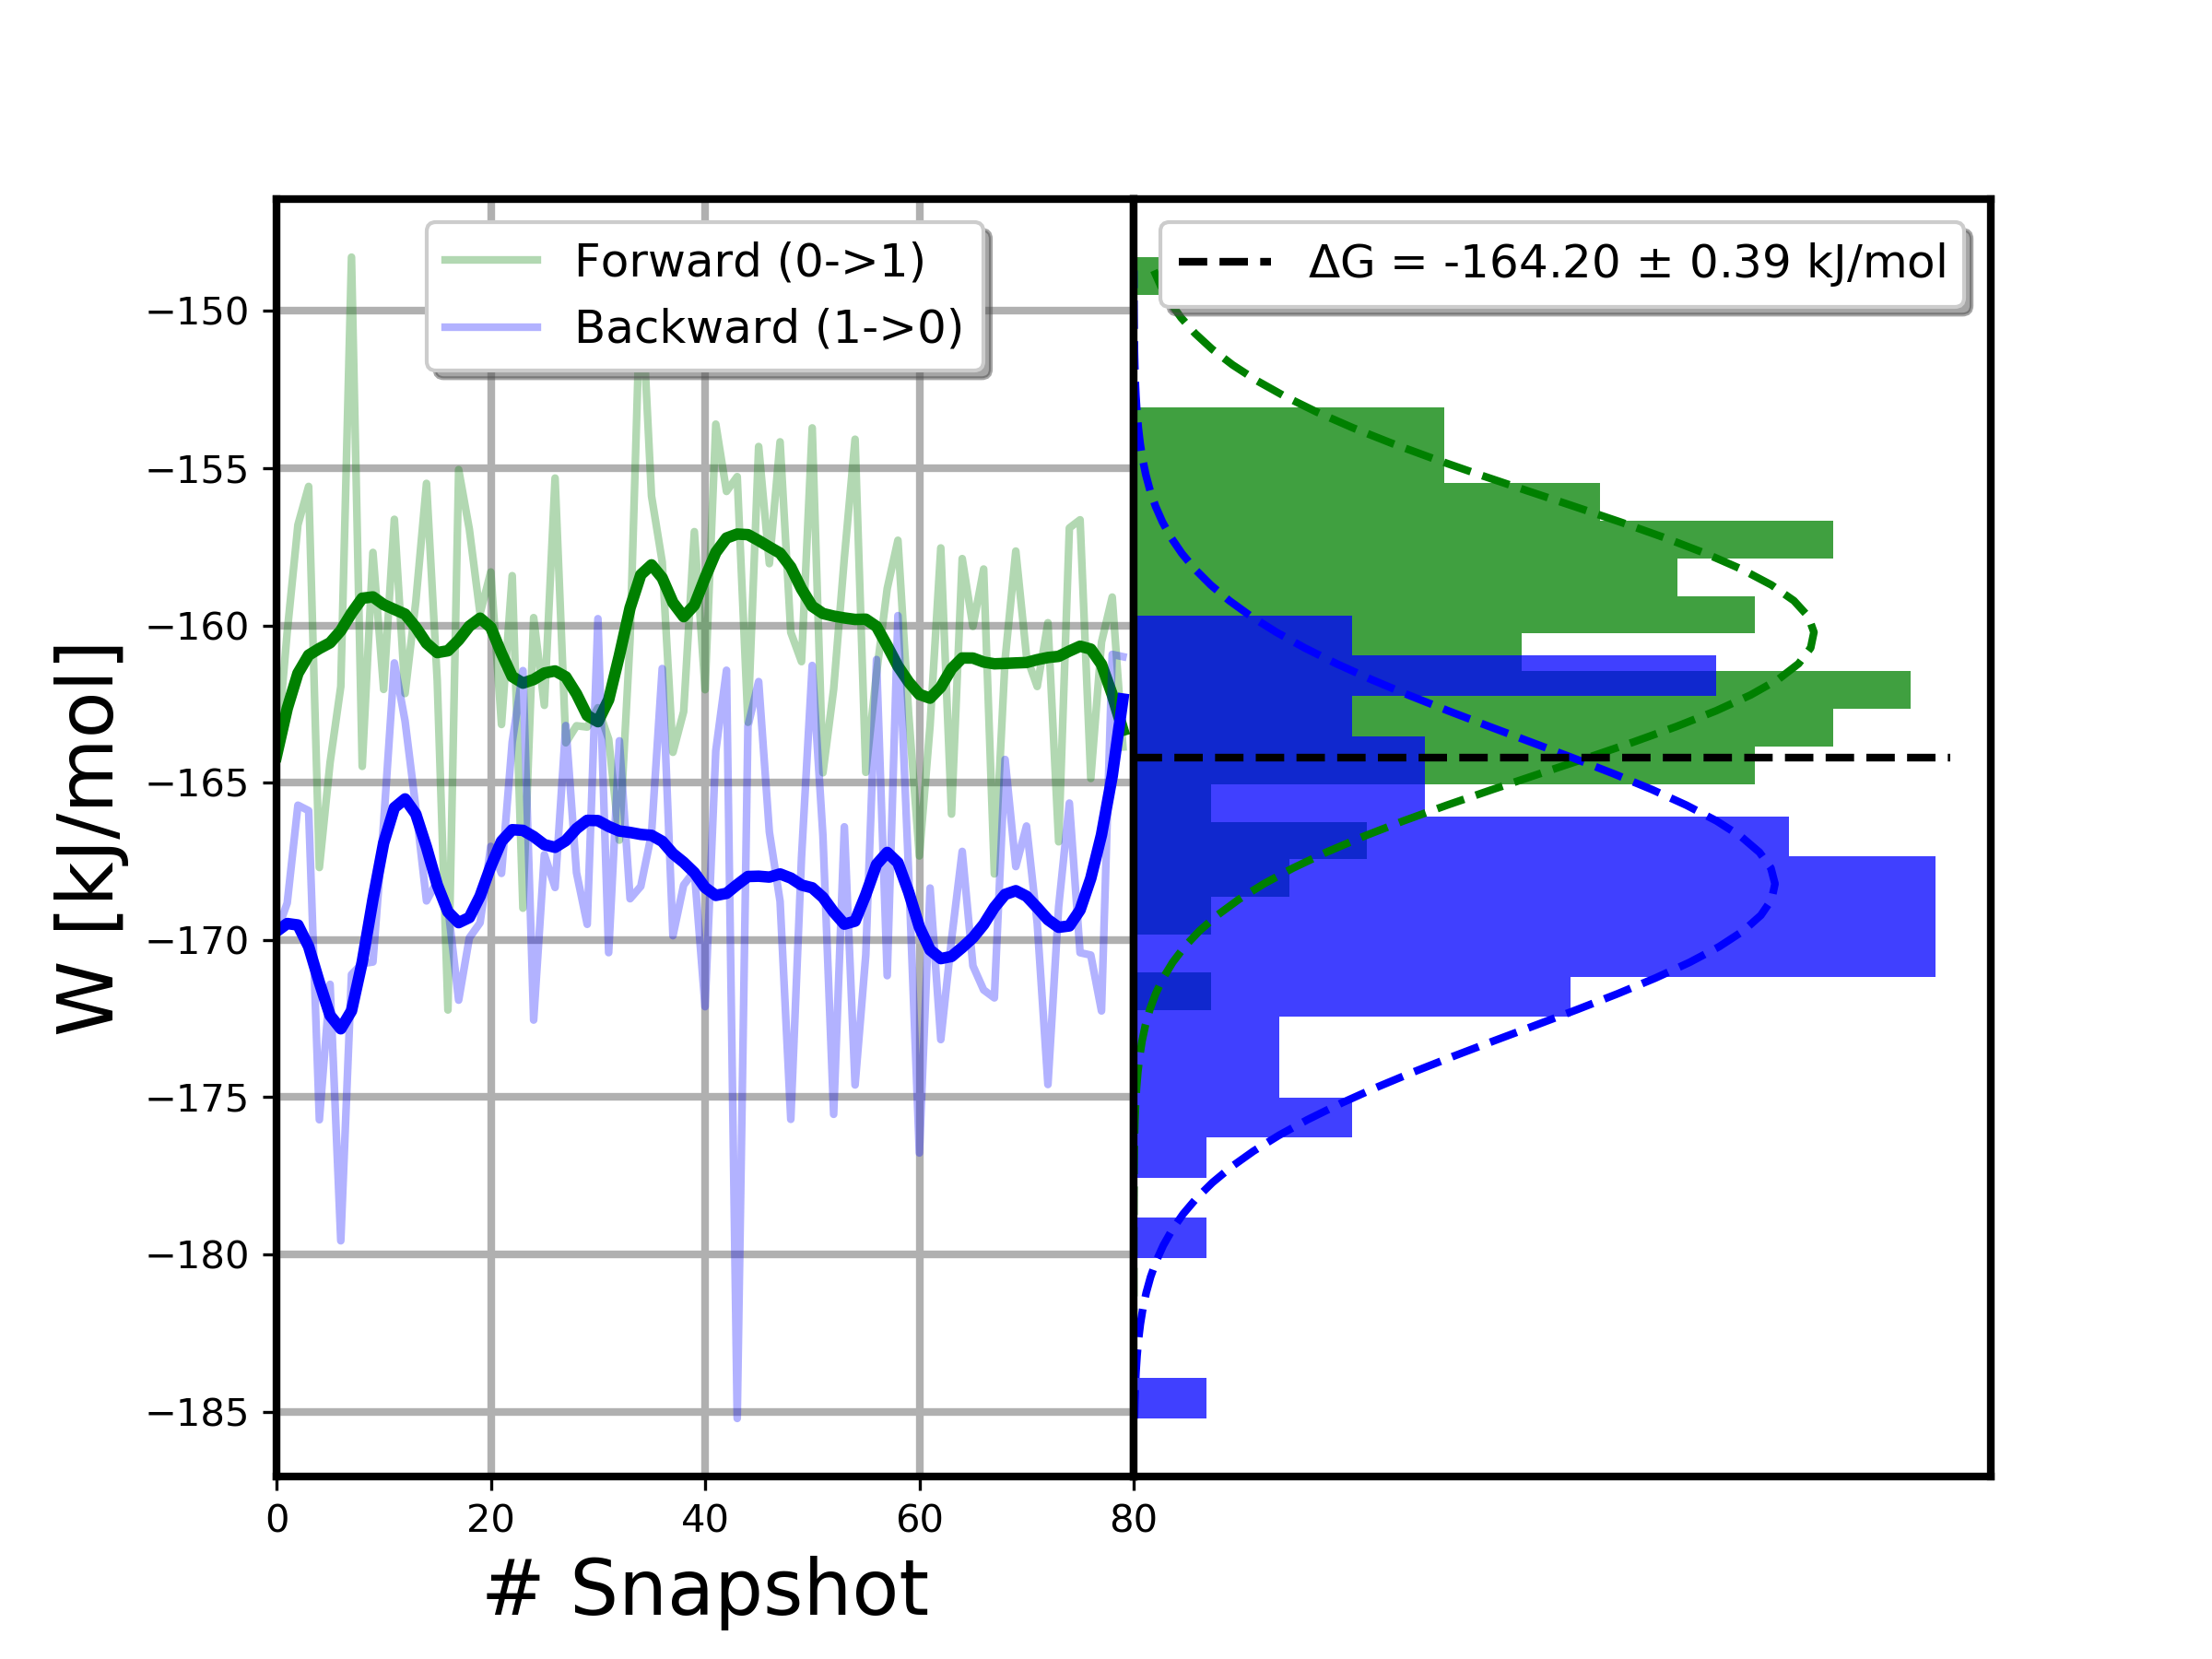 Forward (0->1)
Backward (1->0)
ΔG = -164.20 ± 0.39 kJ/mol
W [kJ/mol]
−150
−155
−160
−165
−170
−175
−180
−185
0 20 40 60 80
# Snapshot